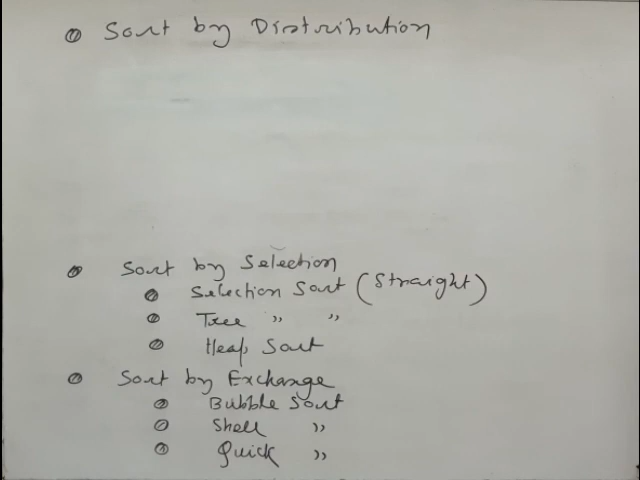 Sort by Distribution
Sort by Selection
Selection Sort (Straight)
Tree " "
Heap Sort
Sort by Exchange
Bubble Sort
Shell "
Quick "